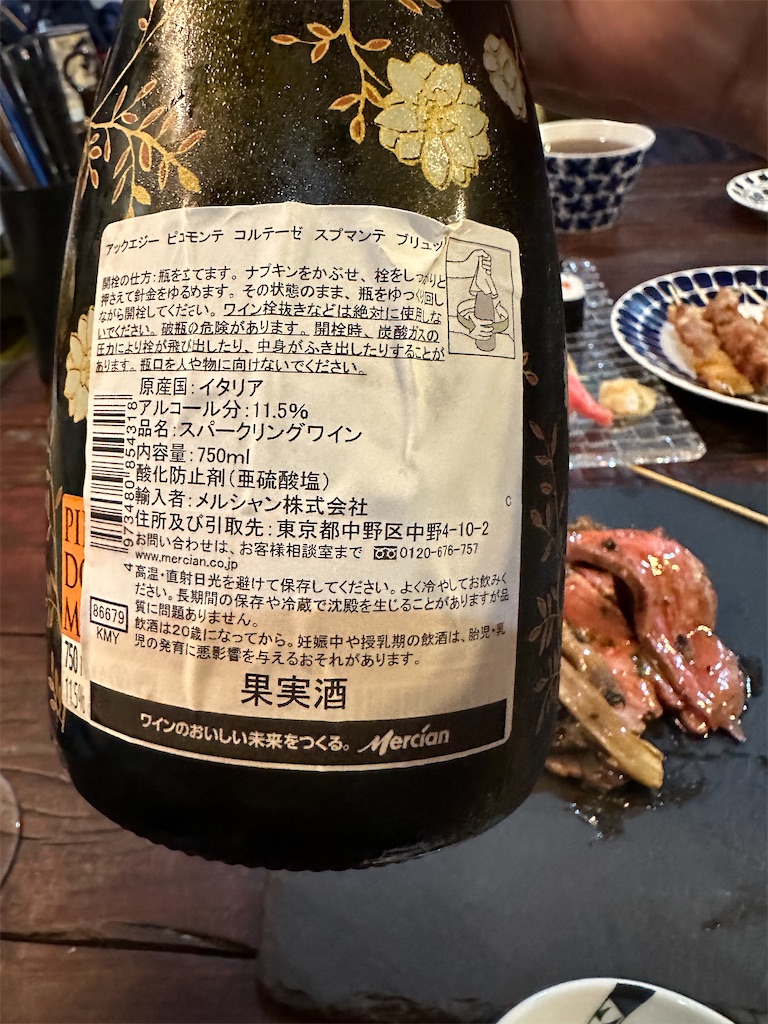 アックエジー ピエモンテ コルテーゼ スプマンテ ブリュッ
開栓の仕方:瓶を立てます。ナプキンをかぶせ、栓をしっかりと
押さえて針金をゆるめます。その状態のまま、瓶をゆっくり回し
ながら開栓してください。ワイン栓抜きなどは絶対に使用しな
いでください。破瓶の危険があります。開栓時、炭酸ガスの
圧力により栓が飛び出したり、中身がふき出したりすることが
あります。瓶口を人や物に向けないでください。
原産国:イタリア
アルコール分:11.5%
品名:スパークリングワイン
内容量:750ml
酸化防止剤(亜硫酸塩)
輸入者:メルシャン株式会社
住所及び引取先:東京都中野区中野4-10-2
お問い合わせは、お客様相談室まで 0120-676-757
www.mercian.co.jp
高温・直射日光を避けて保存してください。よく冷やしてお飲みく
ださい。長期間の保存や冷蔵で沈殿を生じることがありますが品
質に問題ありません。
飲酒は20歳になってから。妊娠中や授乳期の飲酒は、胎児・乳
児の発育に悪影響を与えるおそれがあります。
果実酒
ワインのおいしい未来をつくる。 Mercian
4 973480 854318
86679
KMY
C
PI
DO
M
750
11.5%